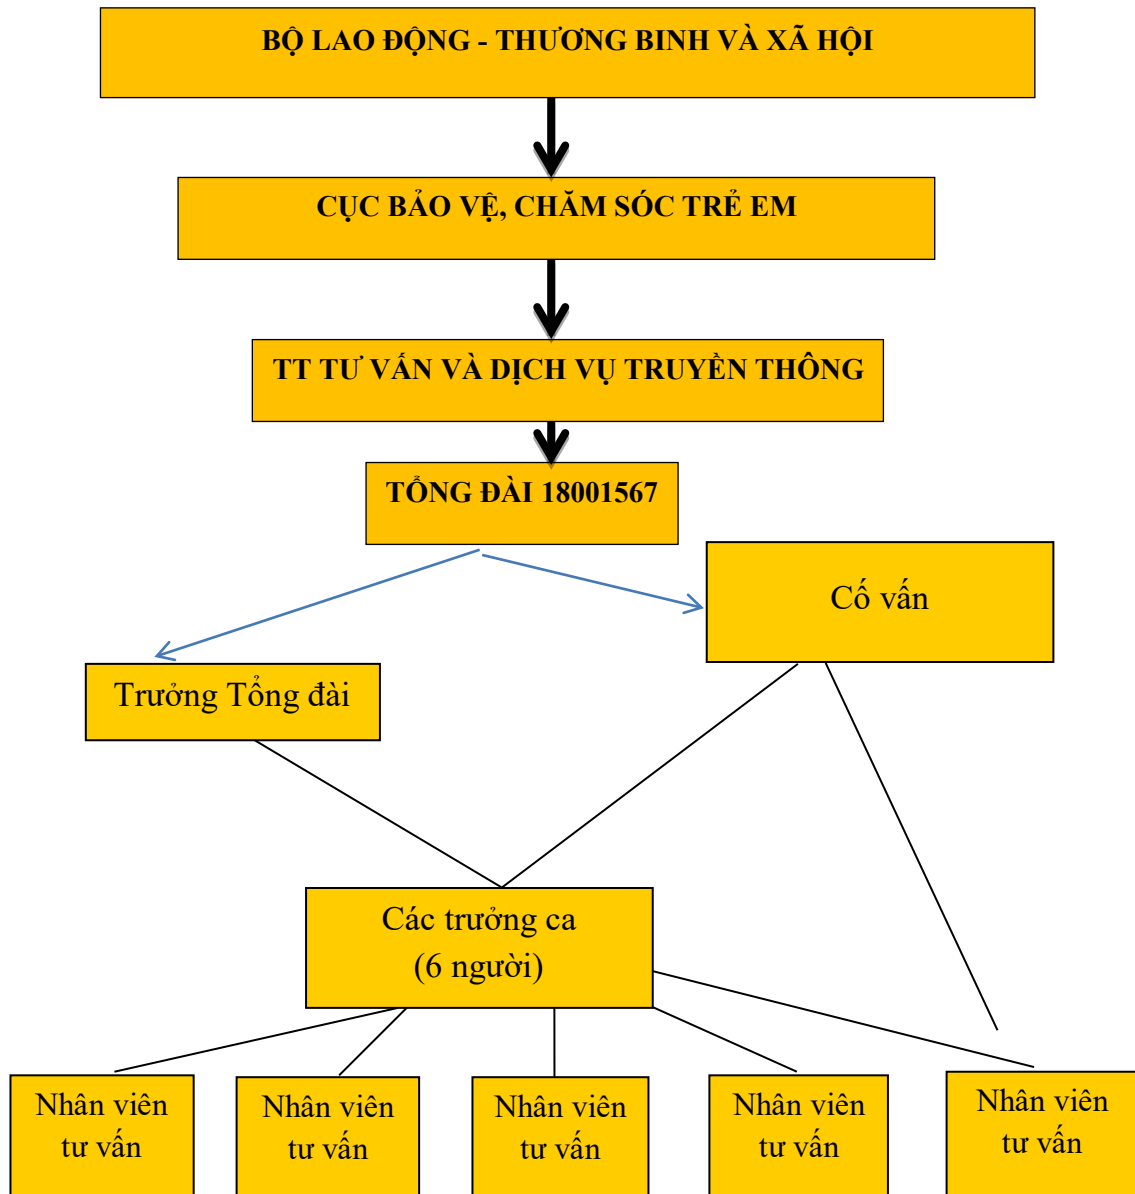 BỘ LAO ĐỘNG - THƯƠNG BINH VÀ XÃ HỘI
CỤC BẢO VỆ, CHĂM SÓC TRẺ EM
TT TƯ VẤN VÀ DỊCH VỤ TRUYỀN THÔNG
TỔNG ĐÀI 18001567
Cố vấn
Trưởng Tổng đài
Các trưởng ca
(6 người)
Nhân viên
tư vấn
Nhân viên
tư vấn
Nhân viên
tư vấn
Nhân viên
tư vấn
Nhân viên
tư vấn